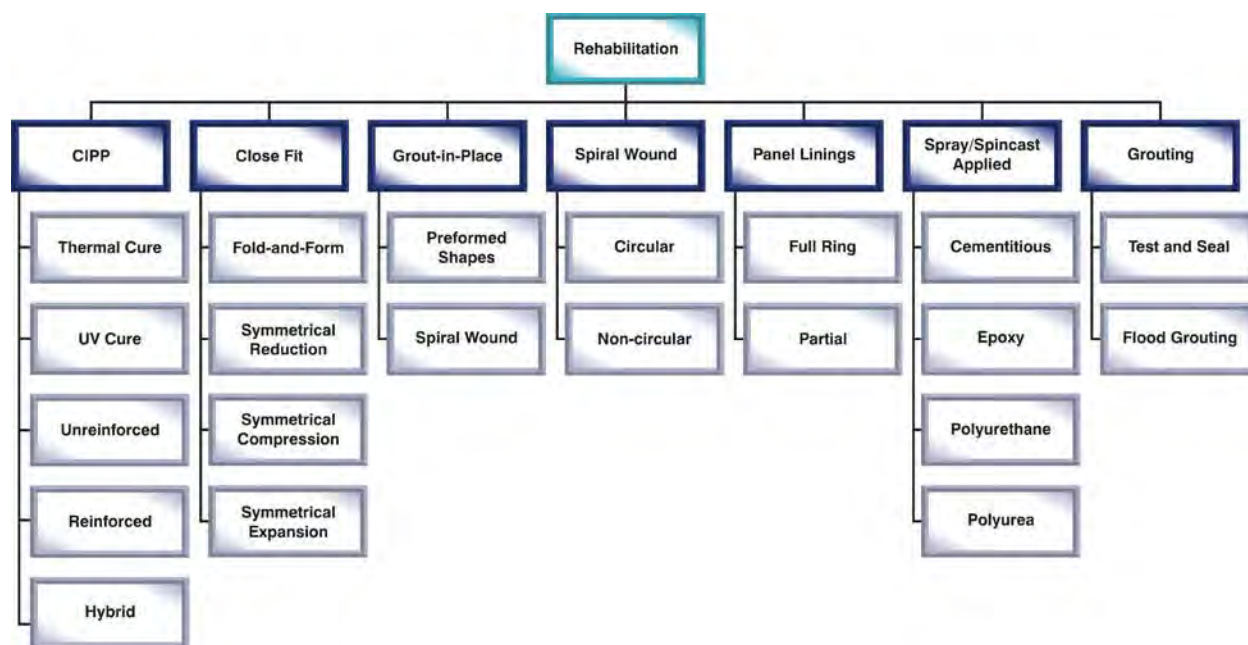 Rehabilitation
CIPP
Close Fit
Grout-in-Place
Spiral Wound
Panel Linings
Spray/Spincast
Applied
Grouting
Thermal Cure
UV Cure
Unreinforced
Reinforced
Hybrid
Fold-and-Form
Symmetrical
Reduction
Symmetrical
Compression
Symmetrical
Expansion
Preformed
Shapes
Spiral Wound
Circular
Non-circular
Full Ring
Partial
Cementitious
Epoxy
Polyurethane
Polyurea
Test and Seal
Flood Grouting